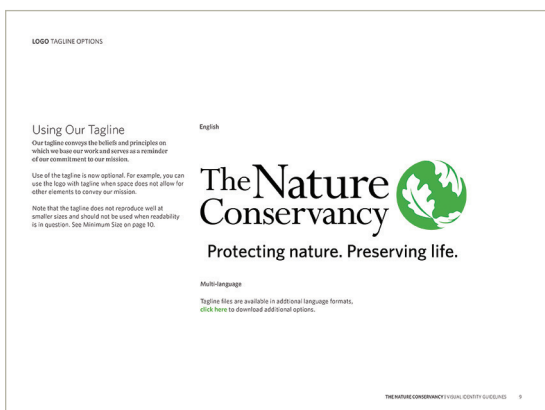 LOGO TAGLINE OPTIONS
Using Our Tagline
Our tagline conveys the beliefs and principles on
which we base our work and serves as a reminder
of our commitment to our mission.
Use of the tagline is now optional. For example, you can
use the logo with tagline when space does not allow for
other elements to convey our mission.
Note that the tagline does not reproduce well at
smaller sizes and should not be used when readability
is in question. See Minimum Size on page 10.
English
The Nature
Conservancy
Protecting nature. Preserving life.
Multi-language
Tagline files are available in addtional language formats,
click here to download additional options.
THE NATURE CONSERVANCY | VISUAL IDENTITY GUIDELINES 9